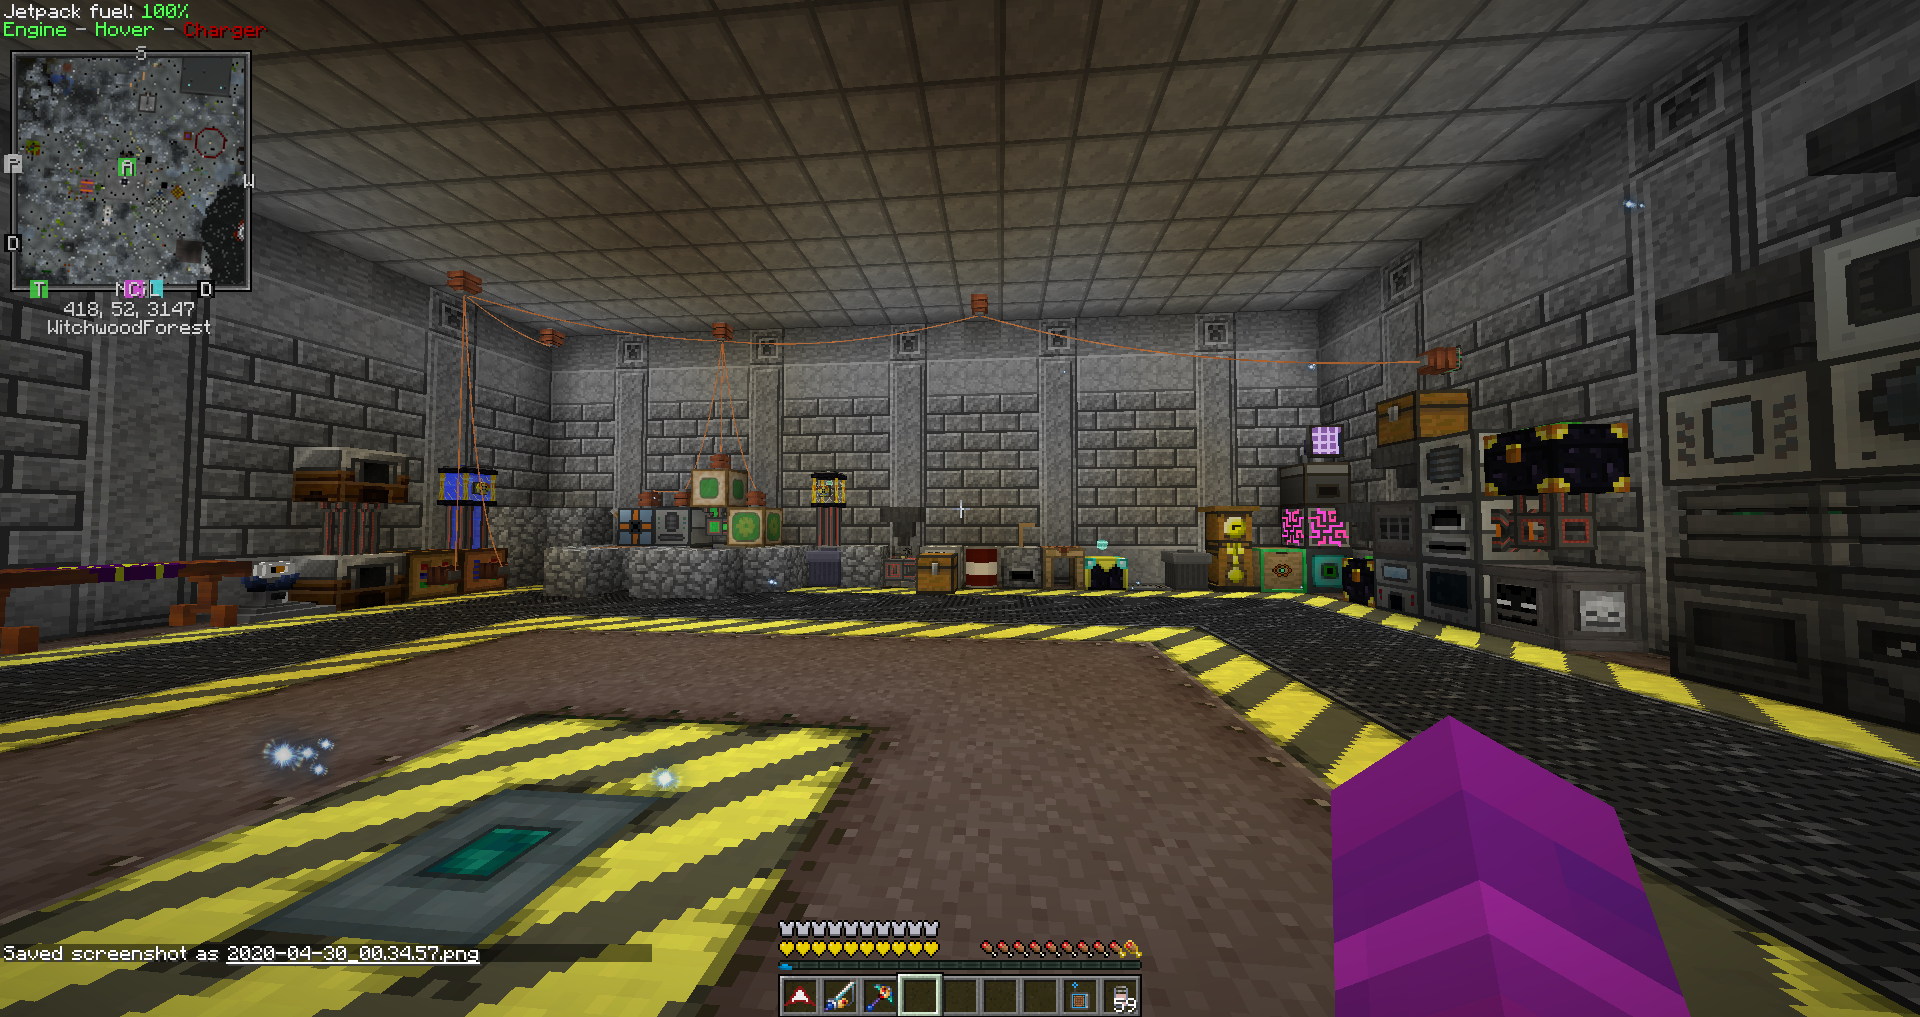 Jetpack fuel: 100%
Engine - Hover - Charger
S
A
P
W
D
T
D
418, 52, 3147
WitchwoodForest
Saved screenshot as 2020-04-30_00.34.57.png
59